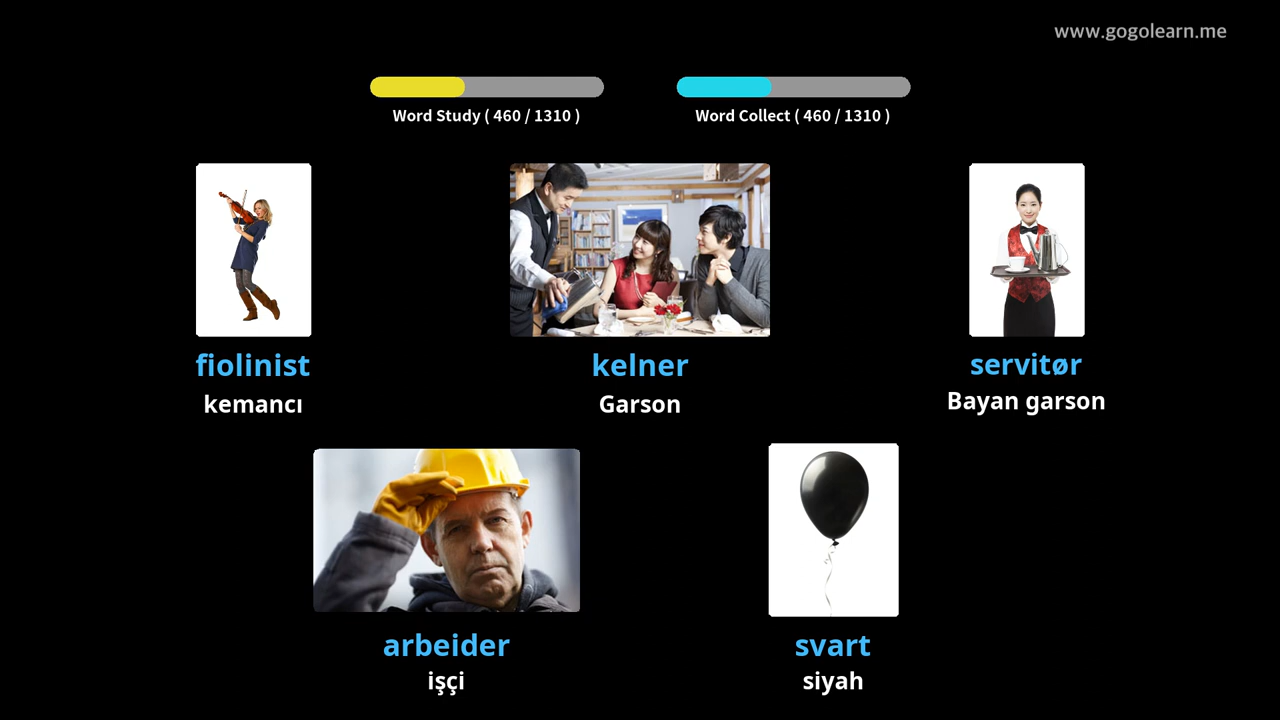 www.gogolearn.me
Word Study ( 460 / 1310 )
Word Collect ( 460 / 1310 )
fiolinist
kemancı
kelner
Garson
servitør
Bayan garson
arbeider
işçi
svart
siyah